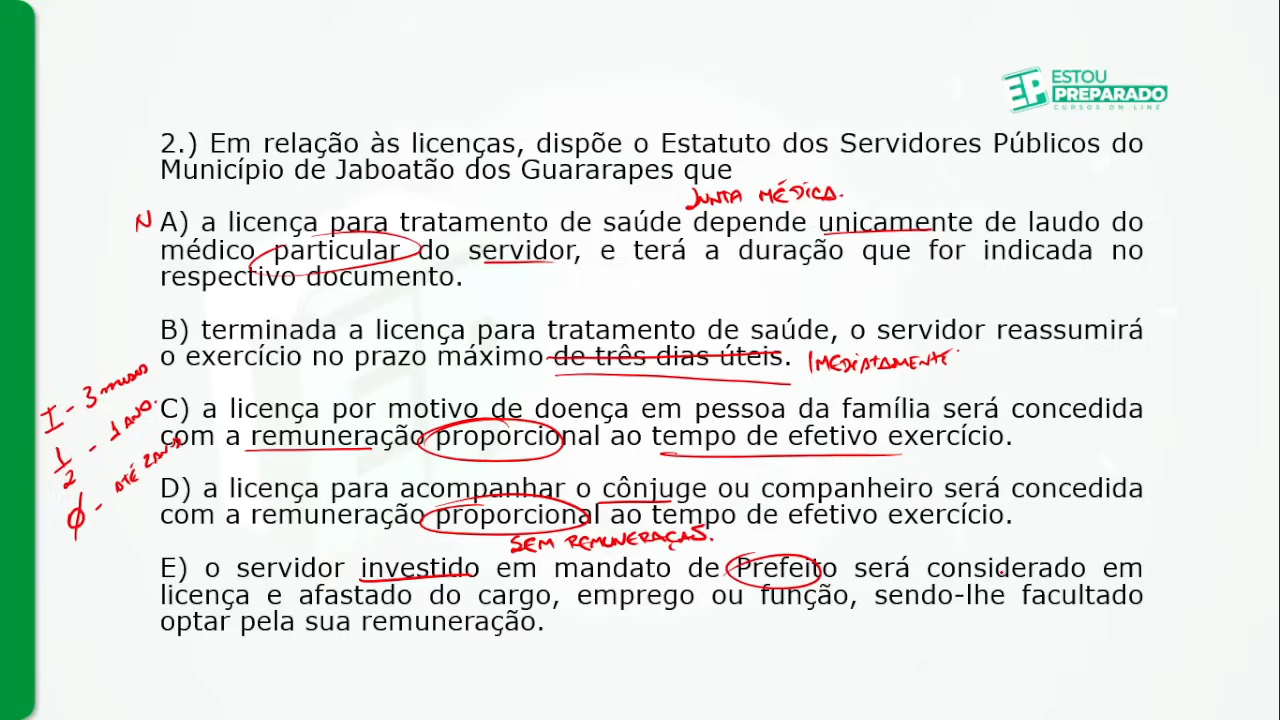 ESTOU
PREPARADO
CURSOS ON LINE
2.) Em relação às licenças, dispõe o Estatuto dos Servidores Públicos do
Município de Jaboatão dos Guararapes que
JUNTA MÉDICA.
N A) a licença para tratamento de saúde depende unicamente de laudo do
médico particular do servidor, e terá a duração que for indicada no
respectivo documento.
B) terminada a licença para tratamento de saúde, o servidor reassumirá
o exercício no prazo máximo de três dias úteis. IMEDIATAMENTE
I - 3 meses
C) a licença por motivo de doença em pessoa da família será concedida
com a remuneração proporcional ao tempo de efetivo exercício.
1/2 - 1 ANO.
Ø - ATÉ 2 ANOS
D) a licença para acompanhar o cônjuge ou companheiro será concedida
com a remuneração proporcional ao tempo de efetivo exercício.
SEM REMUNERAÇÃO.
E) o servidor investido em mandato de Prefeito será considerado em
licença e afastado do cargo, emprego ou função, sendo-lhe facultado
optar pela sua remuneração.